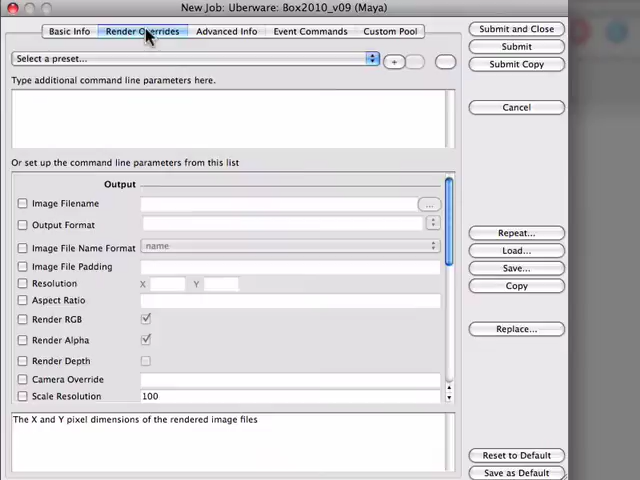 New Job: Uberware: Box2010_v09 (Maya)
Basic Info Render Overrides Advanced Info Event Commands Custom Pool
Submit and Close
Select a preset... +
Submit
Submit Copy
Type additional command line parameters here.
Cancel
Or set up the command line parameters from this list
Output
Image Filename ...
Output Format
Repeat...
Image File Name Format name
Load...
Image File Padding
Save...
Resolution X Y
Copy
Aspect Ratio
Render RGB
Replace...
Render Alpha
Render Depth
Camera Override
Scale Resolution 100
The X and Y pixel dimensions of the rendered image files
Reset to Default
Save as Default